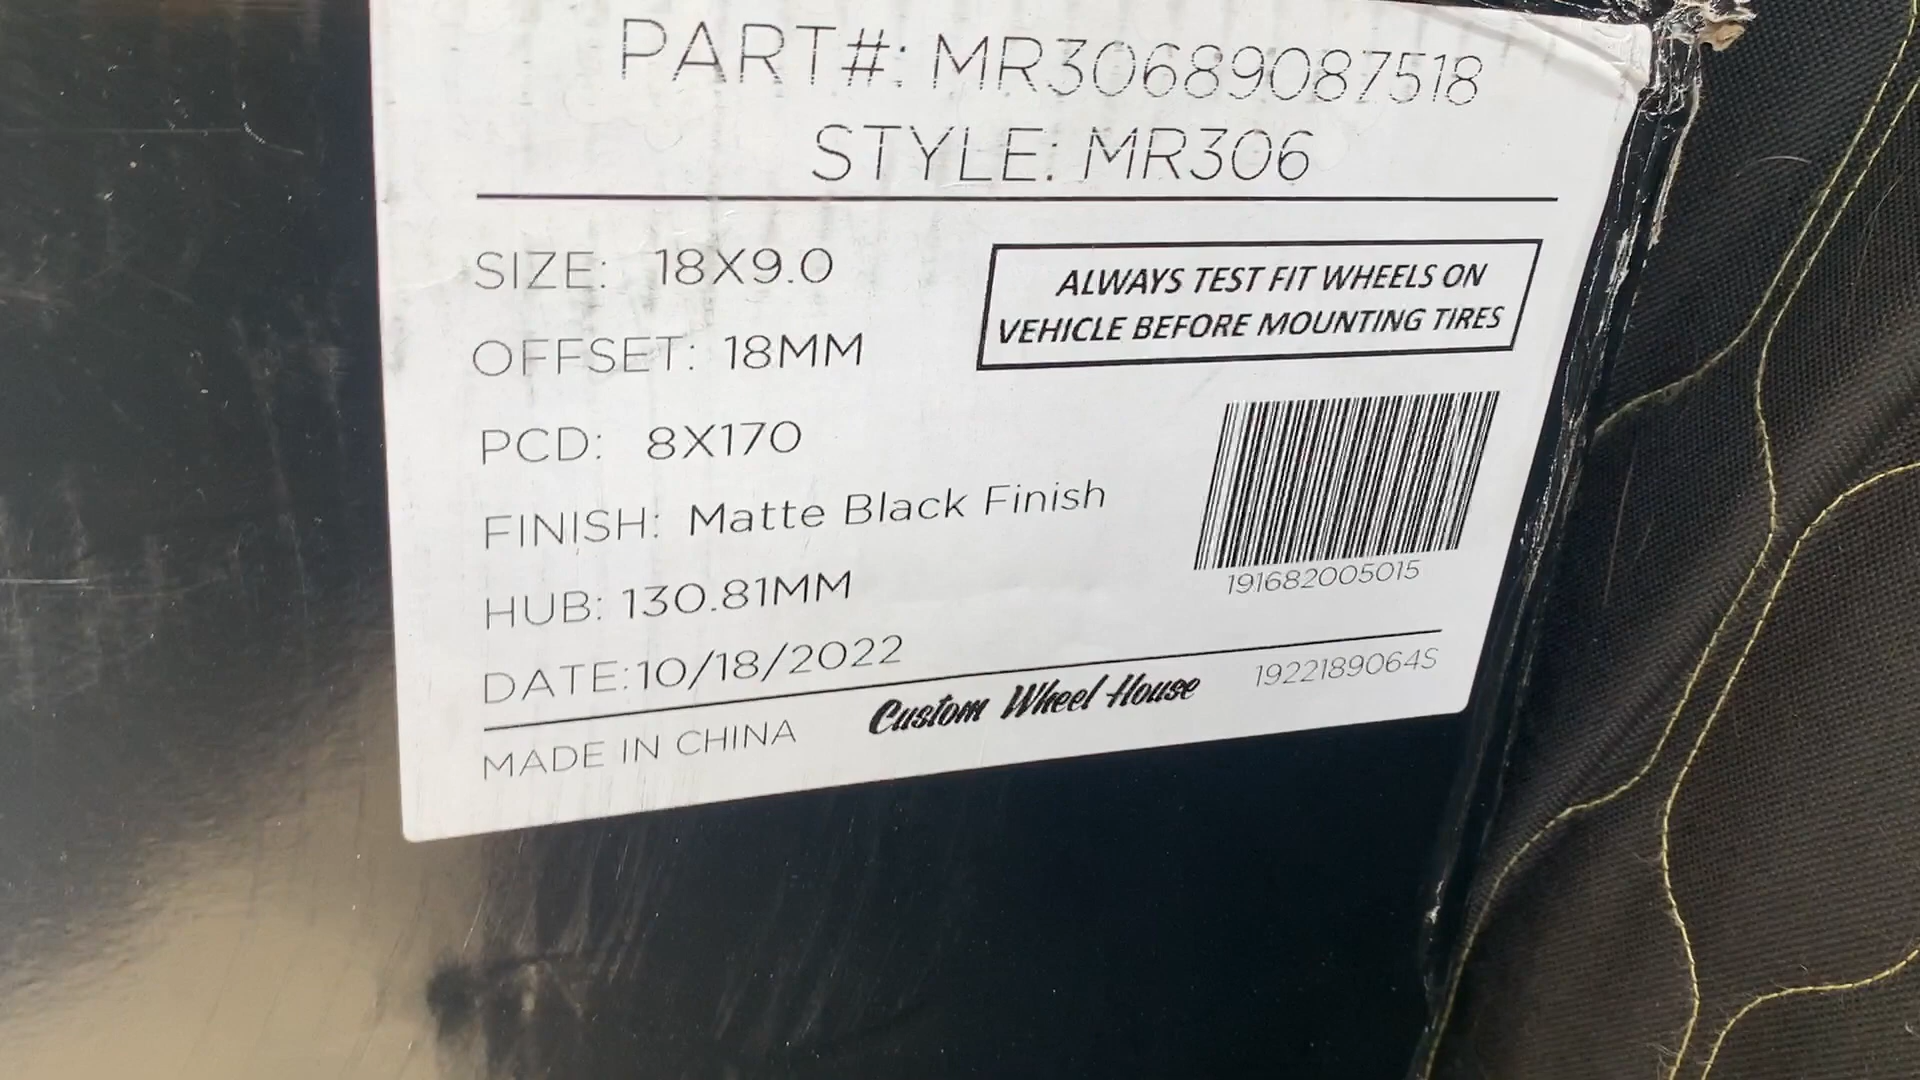 PART#: MR30689087518
STYLE: MR306
SIZE: 18X9.0
OFFSET: 18MM
PCD: 8X170
FINISH: Matte Black Finish
HUB: 130.81MM
DATE:10/18/2022
ALWAYS TEST FIT WHEELS ON
VEHICLE BEFORE MOUNTING TIRES
191682005015
MADE IN CHINA
Custom Wheel House
1922189064S